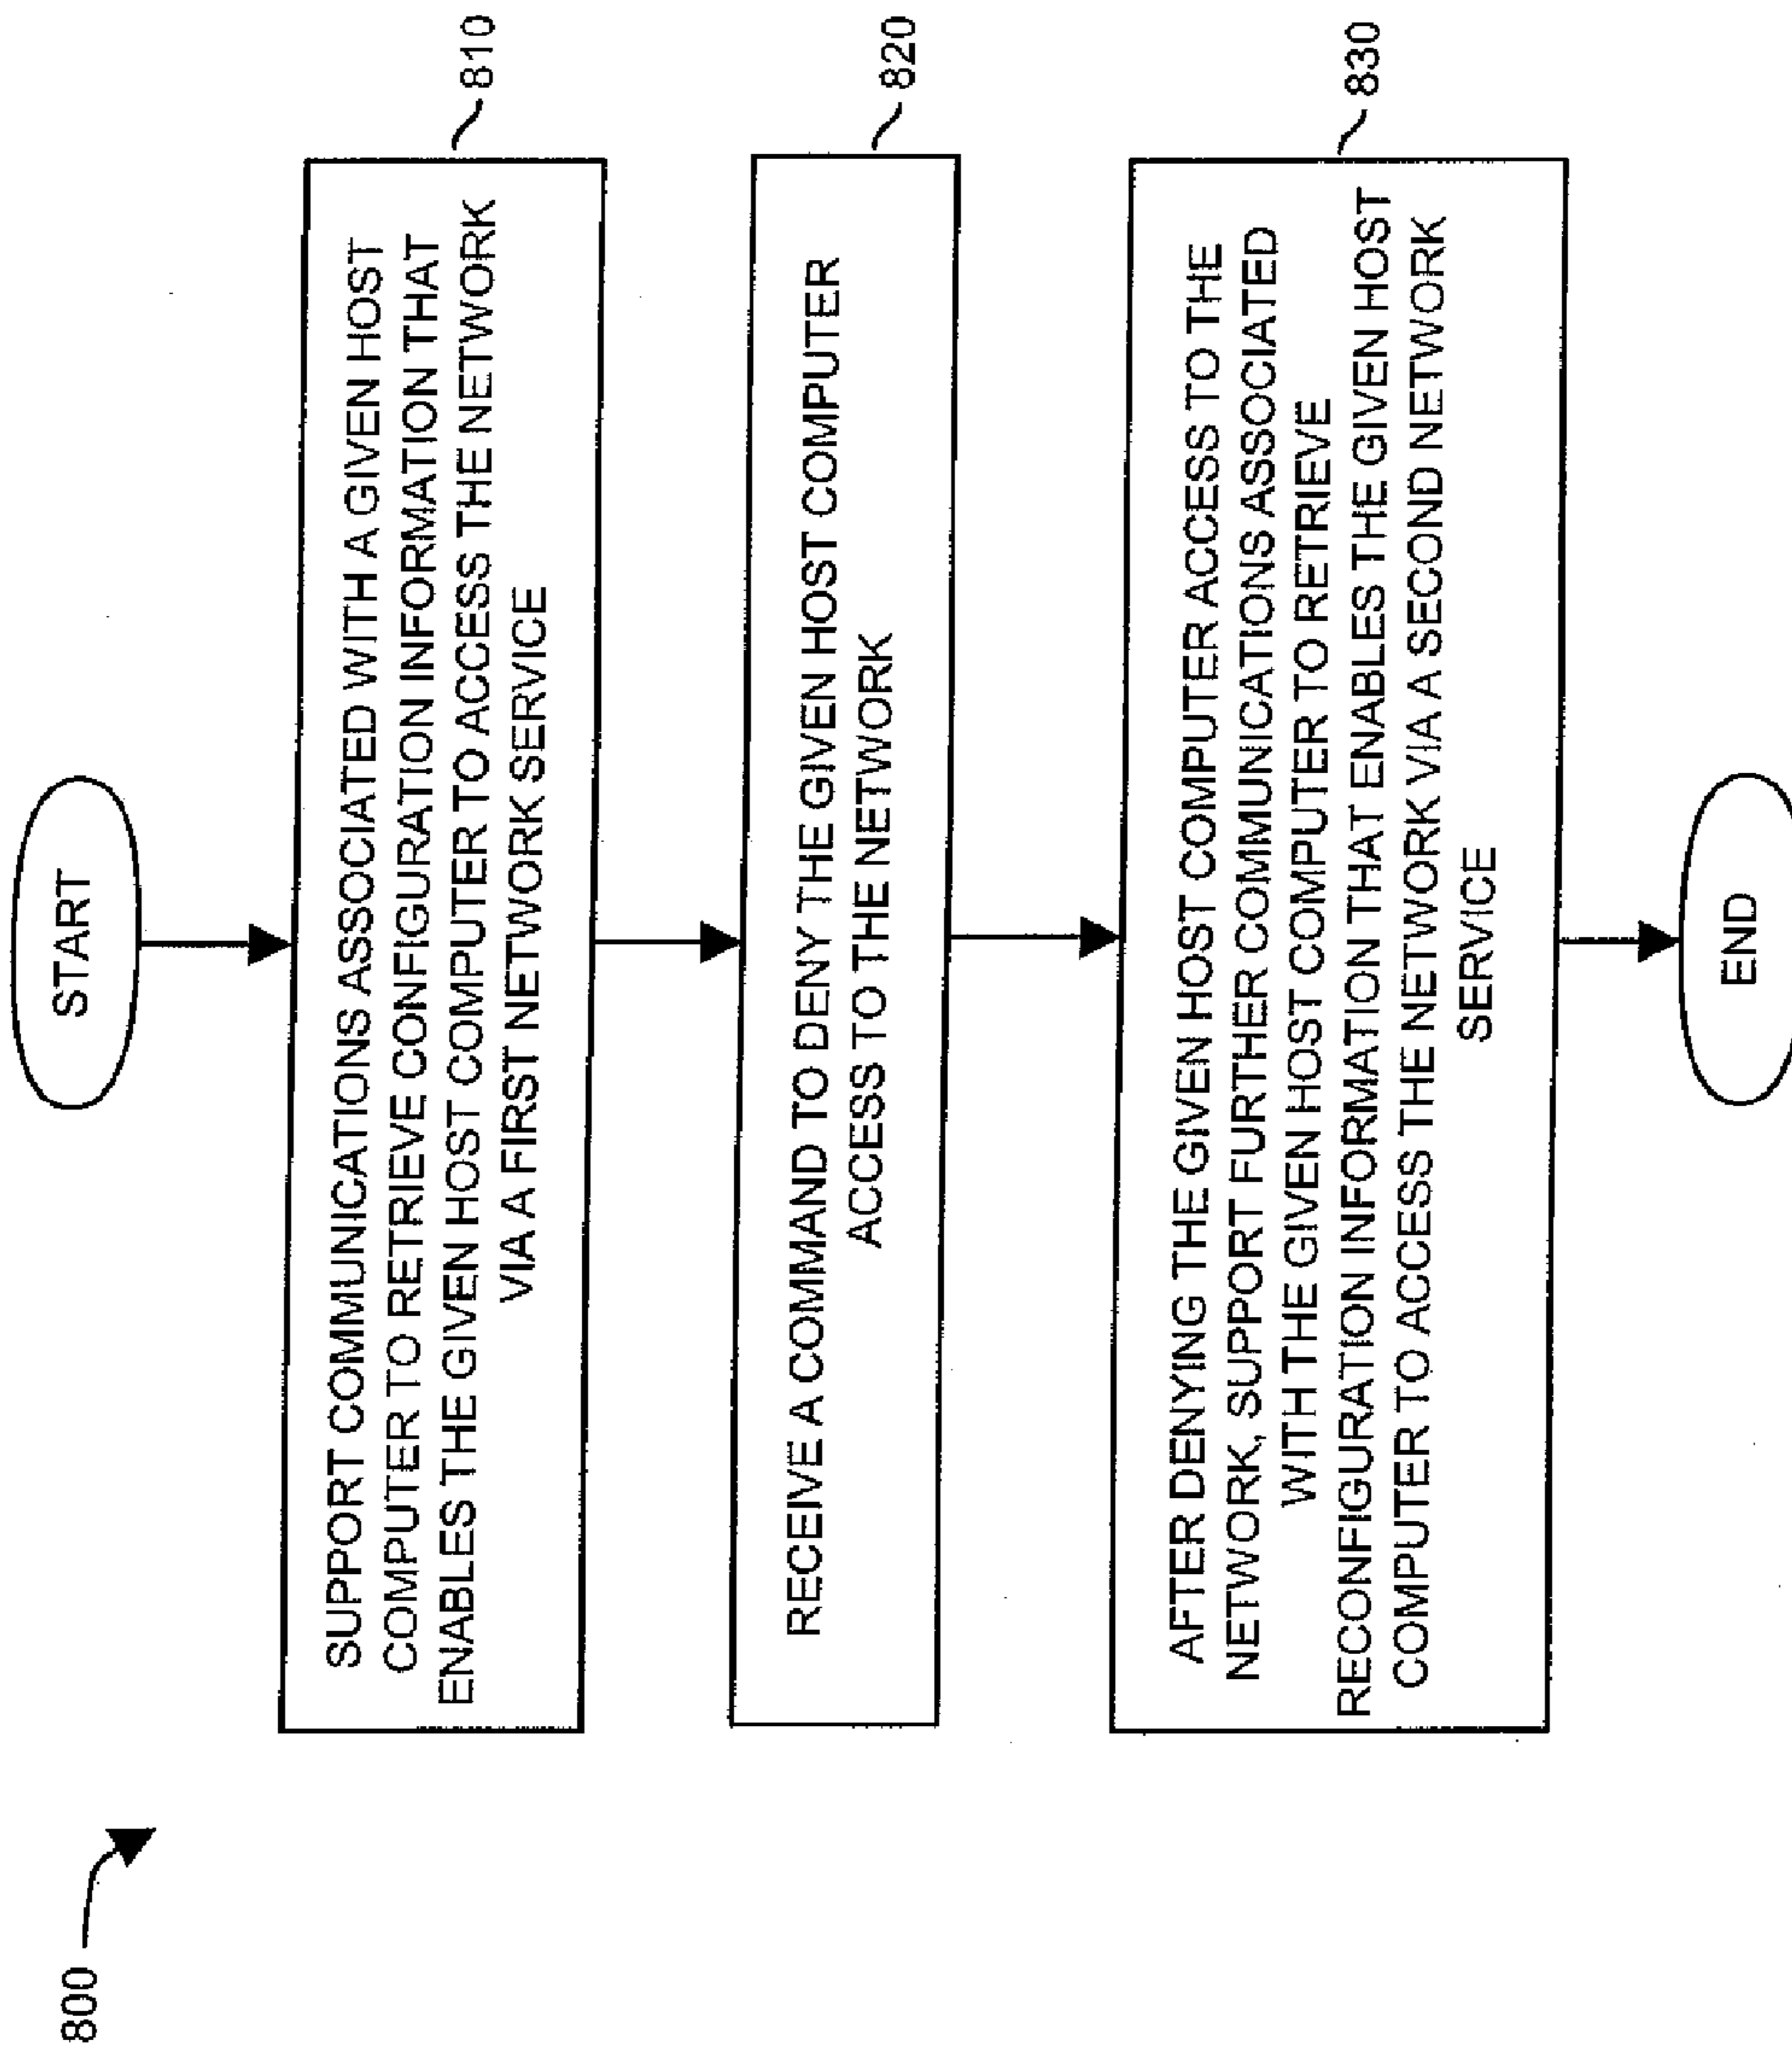 800
START
SUPPORT COMMUNICATIONS ASSOCIATED WITH A GIVEN HOST
COMPUTER TO RETRIEVE CONFIGURATION INFORMATION THAT
ENABLES THE GIVEN HOST COMPUTER TO ACCESS THE NETWORK
VIA A FIRST NETWORK SERVICE
810
RECEIVE A COMMAND TO DENY THE GIVEN HOST COMPUTER
ACCESS TO THE NETWORK
820
AFTER DENYING THE GIVEN HOST COMPUTER ACCESS TO THE
NETWORK, SUPPORT FURTHER COMMUNICATIONS ASSOCIATED
WITH THE GIVEN HOST COMPUTER TO RETRIEVE
RECONFIGURATION INFORMATION THAT ENABLES THE GIVEN HOST
COMPUTER TO ACCESS THE NETWORK VIA A SECOND NETWORK
SERVICE
830
END